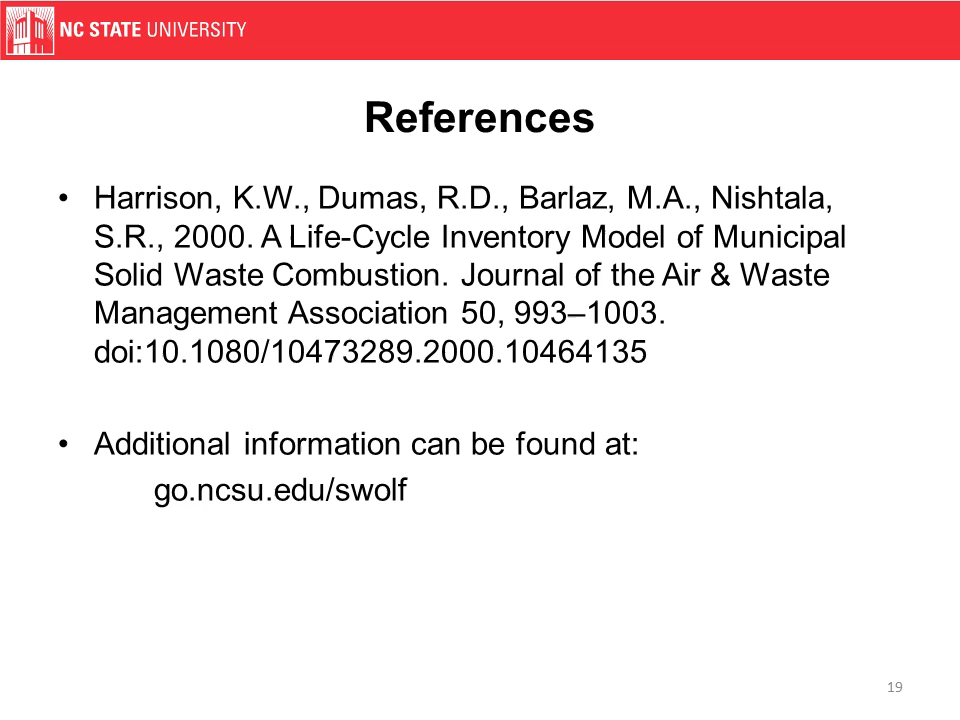 NC STATE UNIVERSITY
References
• Harrison, K.W., Dumas, R.D., Barlaz, M.A., Nishtala,
S.R., 2000. A Life-Cycle Inventory Model of Municipal
Solid Waste Combustion. Journal of the Air & Waste
Management Association 50, 993–1003.
doi:10.1080/10473289.2000.10464135
• Additional information can be found at:
go.ncsu.edu/swolf
19